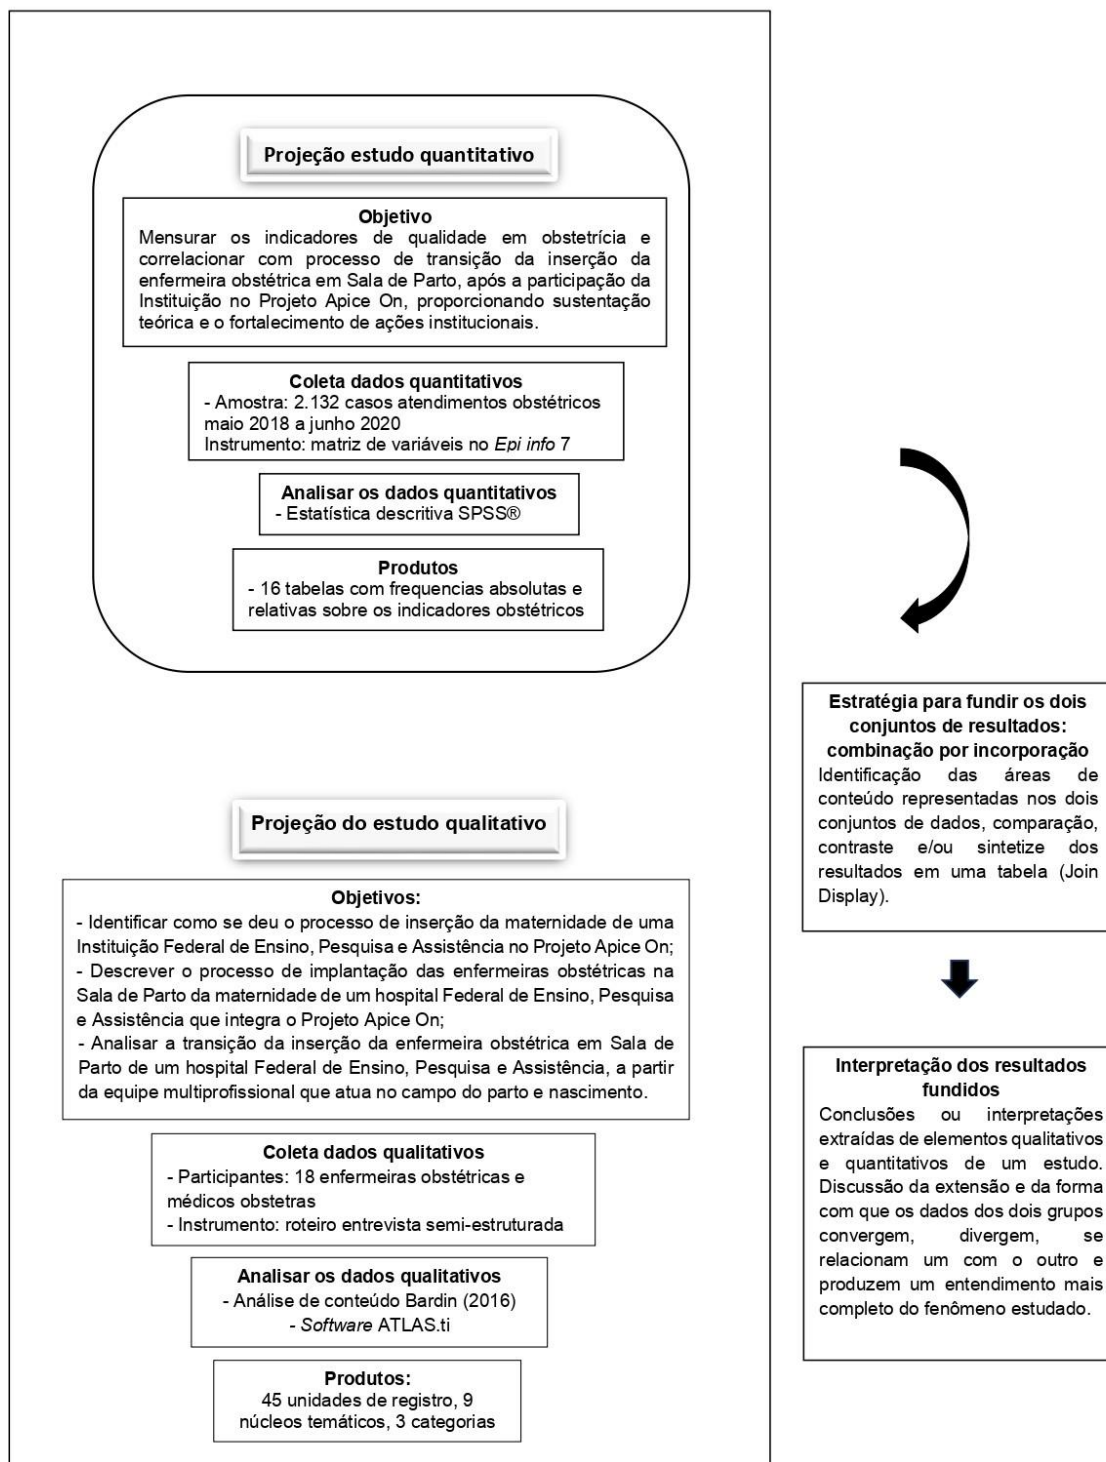 Projeção estudo quantitativo
Objetivo
Mensurar os indicadores de qualidade em obstetrícia e
correlacionar com processo de transição da inserção da
enfermeira obstétrica em Sala de Parto, após a participação da
Instituição no Projeto Apice On, proporcionando sustentação
teórica e o fortalecimento de ações institucionais.
Coleta dados quantitativos
- Amostra: 2.132 casos atendimentos obstétricos
maio 2018 a junho 2020
Instrumento: matriz de variáveis no Epi info 7
Analisar os dados quantitativos
- Estatística descritiva SPSS®
Produtos
- 16 tabelas com frequencias absolutas e
relativas sobre os indicadores obstétricos
Projeção do estudo qualitativo
Objetivos:
- Identificar como se deu o processo de inserção da maternidade de uma
Instituição Federal de Ensino, Pesquisa e Assistência no Projeto Apice On;
- Descrever o processo de implantação das enfermeiras obstétricas na
Sala de Parto da maternidade de um hospital Federal de Ensino, Pesquisa
e Assistência que integra o Projeto Apice On;
- Analisar a transição da inserção da enfermeira obstétrica em Sala de
Parto de um hospital Federal de Ensino, Pesquisa e Assistência, a partir
da equipe multiprofissional que atua no campo do parto e nascimento.
Coleta dados qualitativos
- Participantes: 18 enfermeiras obstétricas e
médicos obstetras
- Instrumento: roteiro entrevista semi-estruturada
Analisar os dados qualitativos
- Análise de conteúdo Bardin (2016)
- Software ATLAS.ti
Produtos:
45 unidades de registro, 9
núcleos temáticos, 3 categorias
Estratégia para fundir os dois
conjuntos de resultados:
combinação por incorporação
Identificação das áreas de
conteúdo representadas nos dois
conjuntos de dados, comparação,
contraste e/ou sintetize dos
resultados em uma tabela (Join
Display).
Interpretação dos resultados
fundidos
Conclusões ou interpretações
extraídas de elementos qualitativos
e quantitativos de um estudo.
Discussão da extensão e da forma
com que os dados dos dois grupos
convergem, divergem, se
relacionam um com o outro e
produzem um entendimento mais
completo do fenômeno estudado.